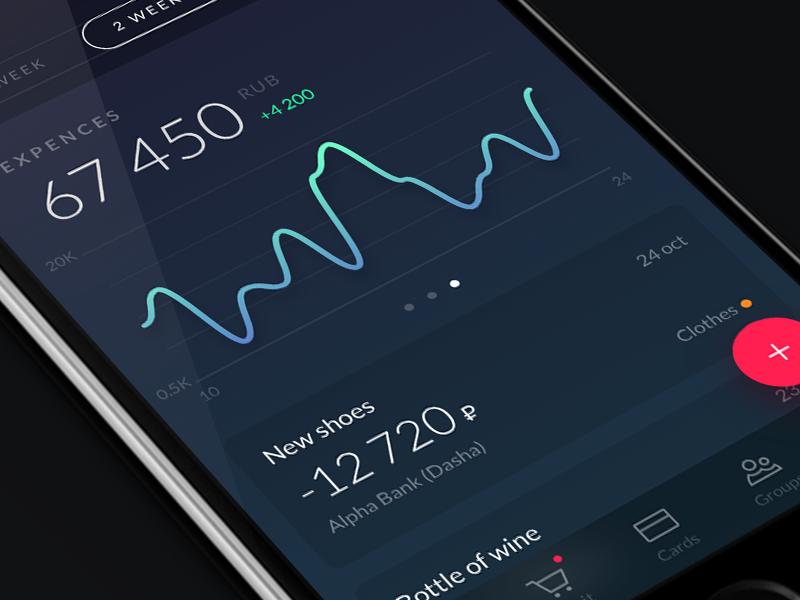 WEEK
2 WEEK
EXPENCES
67 450 RUB
+4 200
20K
0.5K
10
24
New shoes
24 oct
-12 720 ₽
Clothes
Alpha Bank (Dasha)
Bottle of wine
23
Cards
Groups